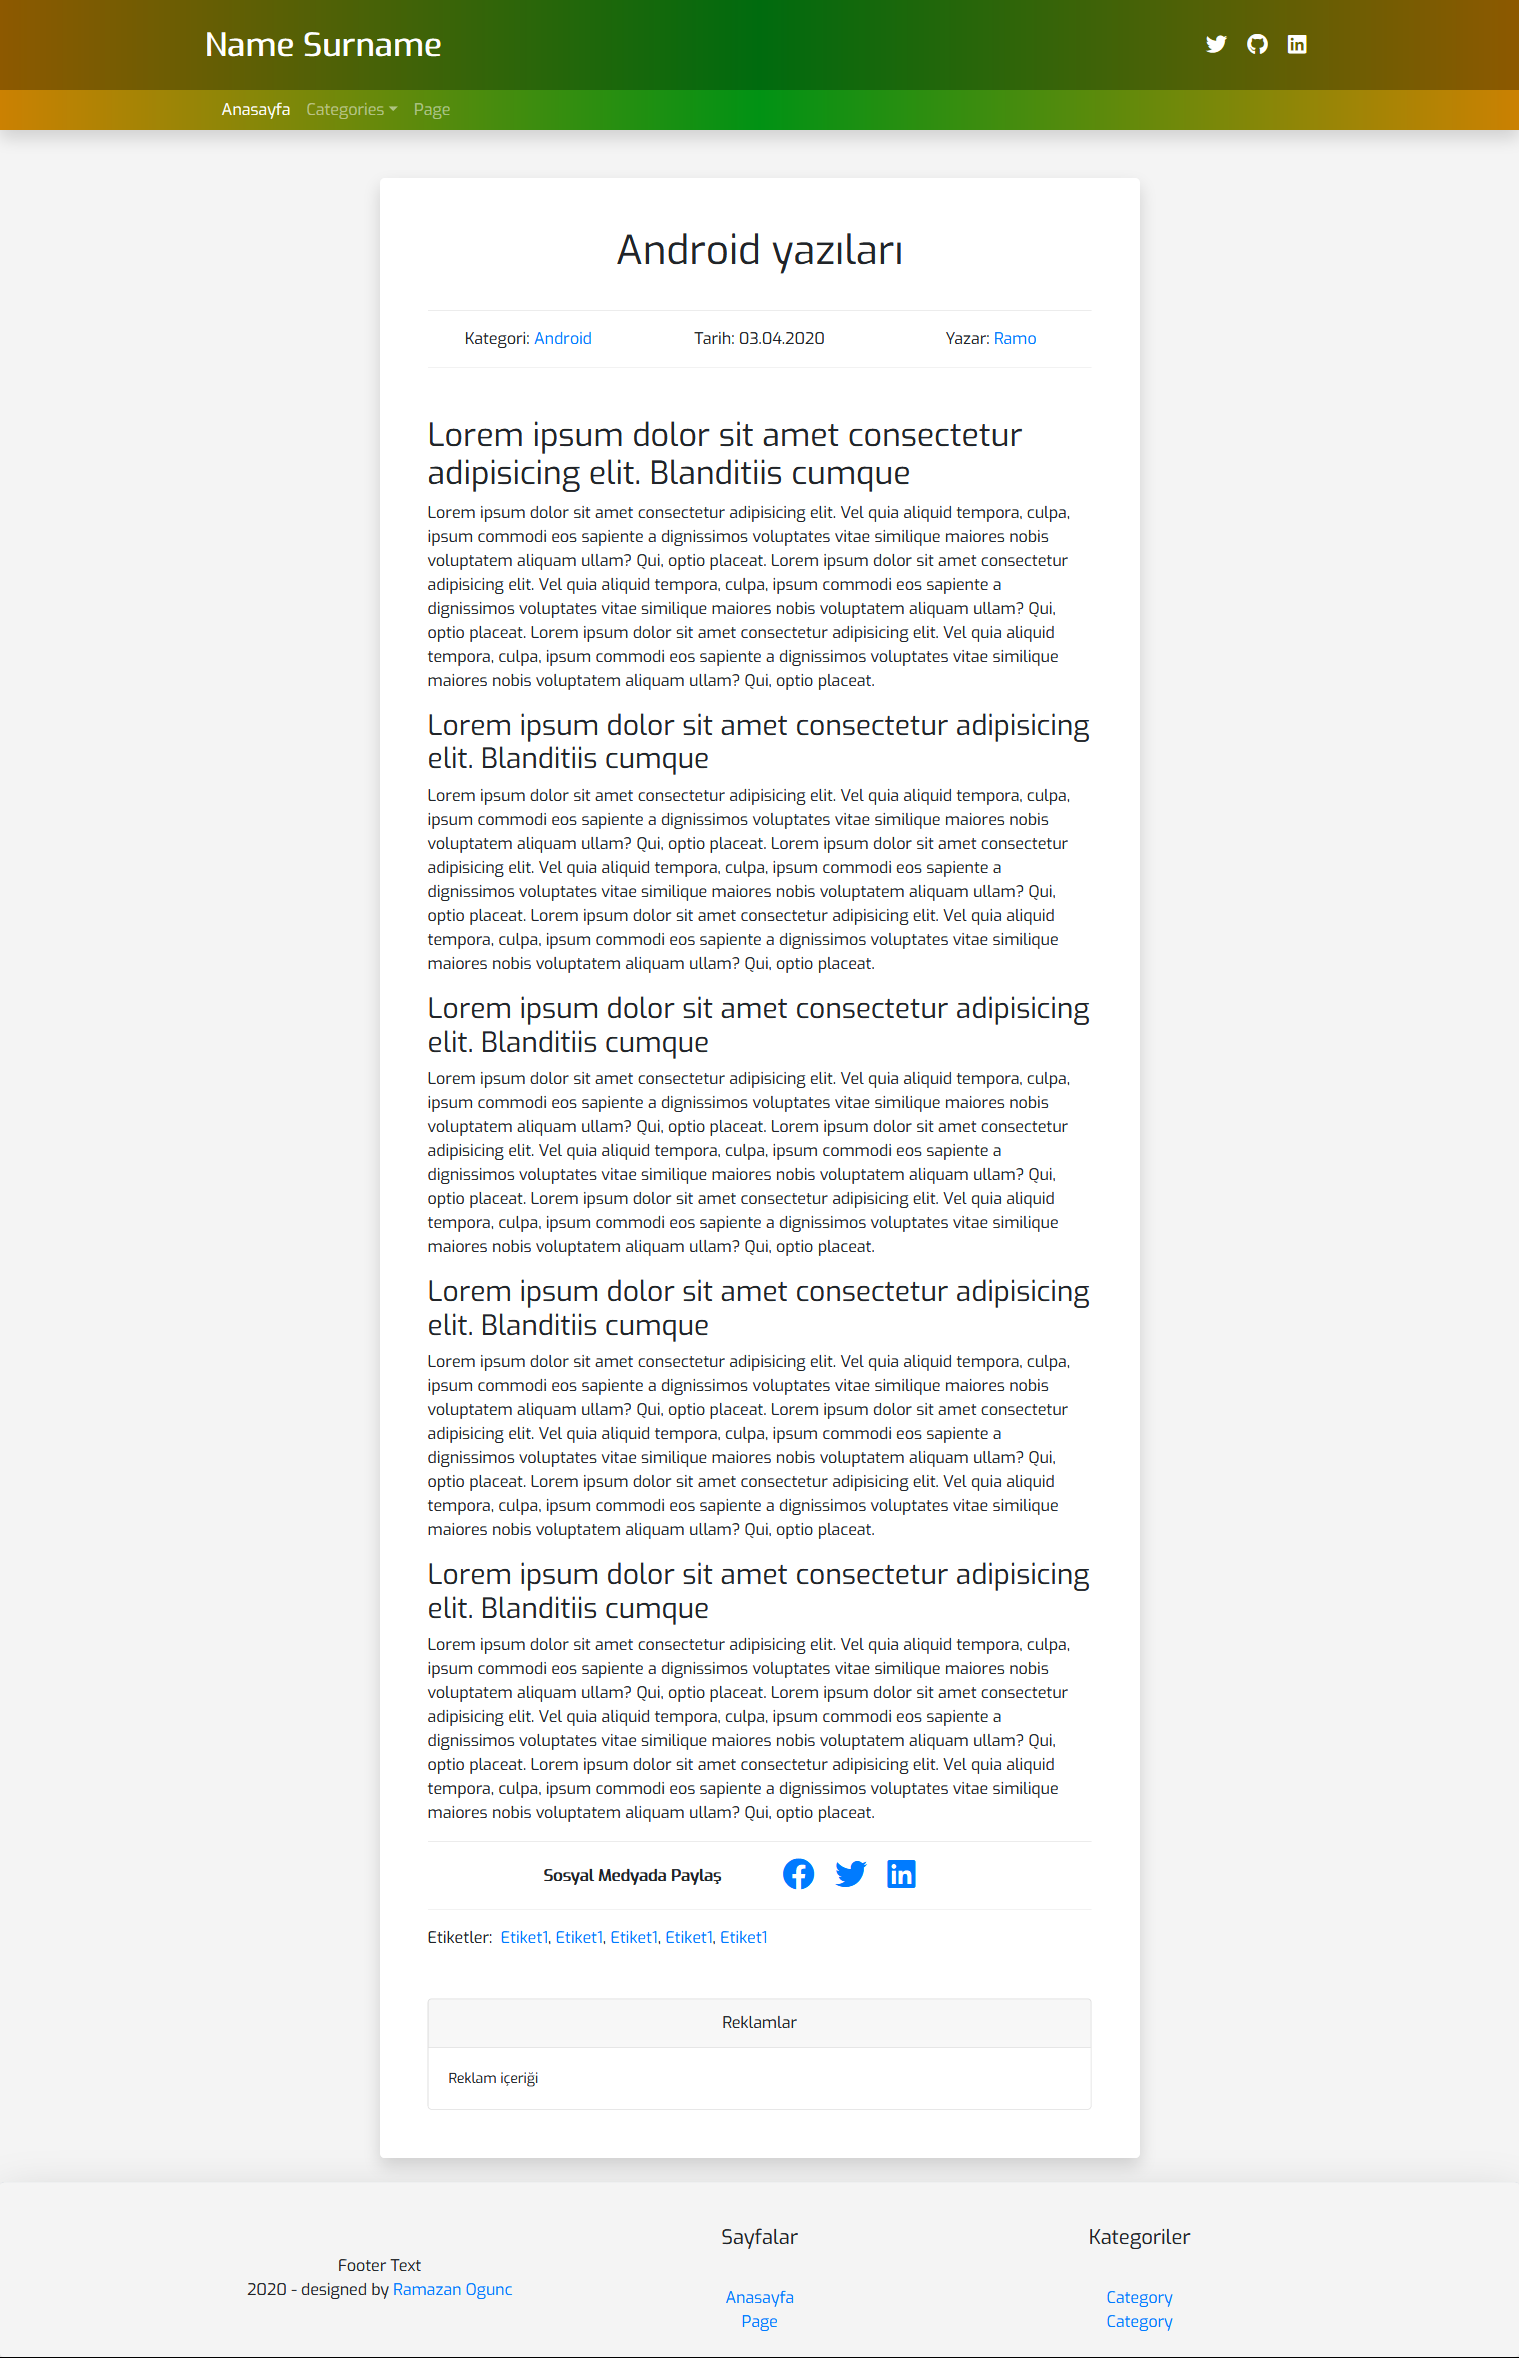 Name Surname
Anasayfa Categories Page
Android yazıları
Kategori: Android Tarih: 03.04.2020 Yazar: Ramo
Lorem ipsum dolor sit amet consectetur
adipisicing elit. Blanditiis cumque
Lorem ipsum dolor sit amet consectetur adipisicing elit. Vel quia aliquid tempora, culpa,
ipsum commodi eos sapiente a dignissimos voluptates vitae similique maiores nobis
voluptatem aliquam ullam? Qui, optio placeat. Lorem ipsum dolor sit amet consectetur
adipisicing elit. Vel quia aliquid tempora, culpa, ipsum commodi eos sapiente a
dignissimos voluptates vitae similique maiores nobis voluptatem aliquam ullam? Qui,
optio placeat. Lorem ipsum dolor sit amet consectetur adipisicing elit. Vel quia aliquid
tempora, culpa, ipsum commodi eos sapiente a dignissimos voluptates vitae similique
maiores nobis voluptatem aliquam ullam? Qui, optio placeat.
Lorem ipsum dolor sit amet consectetur adipisicing
elit. Blanditiis cumque
Lorem ipsum dolor sit amet consectetur adipisicing elit. Vel quia aliquid tempora, culpa,
ipsum commodi eos sapiente a dignissimos voluptates vitae similique maiores nobis
voluptatem aliquam ullam? Qui, optio placeat. Lorem ipsum dolor sit amet consectetur
adipisicing elit. Vel quia aliquid tempora, culpa, ipsum commodi eos sapiente a
dignissimos voluptates vitae similique maiores nobis voluptatem aliquam ullam? Qui,
optio placeat. Lorem ipsum dolor sit amet consectetur adipisicing elit. Vel quia aliquid
tempora, culpa, ipsum commodi eos sapiente a dignissimos voluptates vitae similique
maiores nobis voluptatem aliquam ullam? Qui, optio placeat.
Lorem ipsum dolor sit amet consectetur adipisicing
elit. Blanditiis cumque
Lorem ipsum dolor sit amet consectetur adipisicing elit. Vel quia aliquid tempora, culpa,
ipsum commodi eos sapiente a dignissimos voluptates vitae similique maiores nobis
voluptatem aliquam ullam? Qui, optio placeat. Lorem ipsum dolor sit amet consectetur
adipisicing elit. Vel quia aliquid tempora, culpa, ipsum commodi eos sapiente a
dignissimos voluptates vitae similique maiores nobis voluptatem aliquam ullam? Qui,
optio placeat. Lorem ipsum dolor sit amet consectetur adipisicing elit. Vel quia aliquid
tempora, culpa, ipsum commodi eos sapiente a dignissimos voluptates vitae similique
maiores nobis voluptatem aliquam ullam? Qui, optio placeat.
Lorem ipsum dolor sit amet consectetur adipisicing
elit. Blanditiis cumque
Lorem ipsum dolor sit amet consectetur adipisicing elit. Vel quia aliquid tempora, culpa,
ipsum commodi eos sapiente a dignissimos voluptates vitae similique maiores nobis
voluptatem aliquam ullam? Qui, optio placeat. Lorem ipsum dolor sit amet consectetur
adipisicing elit. Vel quia aliquid tempora, culpa, ipsum commodi eos sapiente a
dignissimos voluptates vitae similique maiores nobis voluptatem aliquam ullam? Qui,
optio placeat. Lorem ipsum dolor sit amet consectetur adipisicing elit. Vel quia aliquid
tempora, culpa, ipsum commodi eos sapiente a dignissimos voluptates vitae similique
maiores nobis voluptatem aliquam ullam? Qui, optio placeat.
Lorem ipsum dolor sit amet consectetur adipisicing
elit. Blanditiis cumque
Lorem ipsum dolor sit amet consectetur adipisicing elit. Vel quia aliquid tempora, culpa,
ipsum commodi eos sapiente a dignissimos voluptates vitae similique maiores nobis
voluptatem aliquam ullam? Qui, optio placeat. Lorem ipsum dolor sit amet consectetur
adipisicing elit. Vel quia aliquid tempora, culpa, ipsum commodi eos sapiente a
dignissimos voluptates vitae similique maiores nobis voluptatem aliquam ullam? Qui,
optio placeat. Lorem ipsum dolor sit amet consectetur adipisicing elit. Vel quia aliquid
tempora, culpa, ipsum commodi eos sapiente a dignissimos voluptates vitae similique
maiores nobis voluptatem aliquam ullam? Qui, optio placeat.
Sosyal Medyada Paylaş
Etiketler: Etiket1, Etiket1, Etiket1, Etiket1, Etiket1
Reklamlar
Reklam içeriği
Footer Text
2020 - designed by Ramazan Ogunc
Sayfalar
Anasayfa
Page
Kategoriler
Category
Category